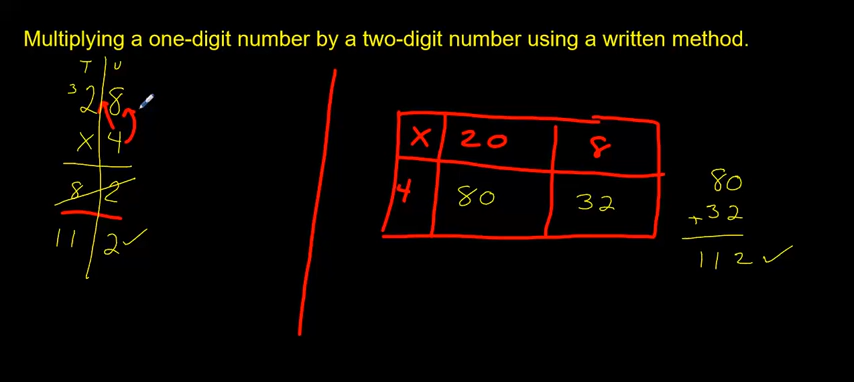 Multiplying a one-digit number by a two-digit number using a written method.
T U
3 2 8
X 4
8 2
11 2 ✓
X 20 8
4 80 32
80
+32
112 ✓